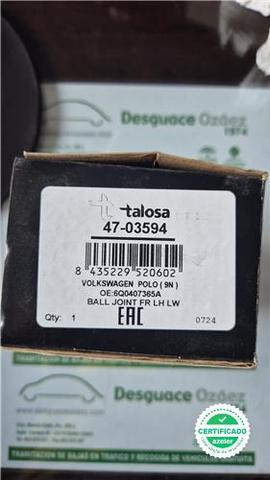 Desguace Ozáez
1974
talosa
47-03594
8 435229 520602
VOLKSWAGEN POLO ( 9N )
OE:6Q0407365A
BALL JOINT FR LH LW
Qty: 1
EAC
0724
TRAMITACION DE BAJAS EN TRAFICO Y RECOGIDA DE VEHICULOS GRATUITA
Desguace
CERTIFICADO
azeler